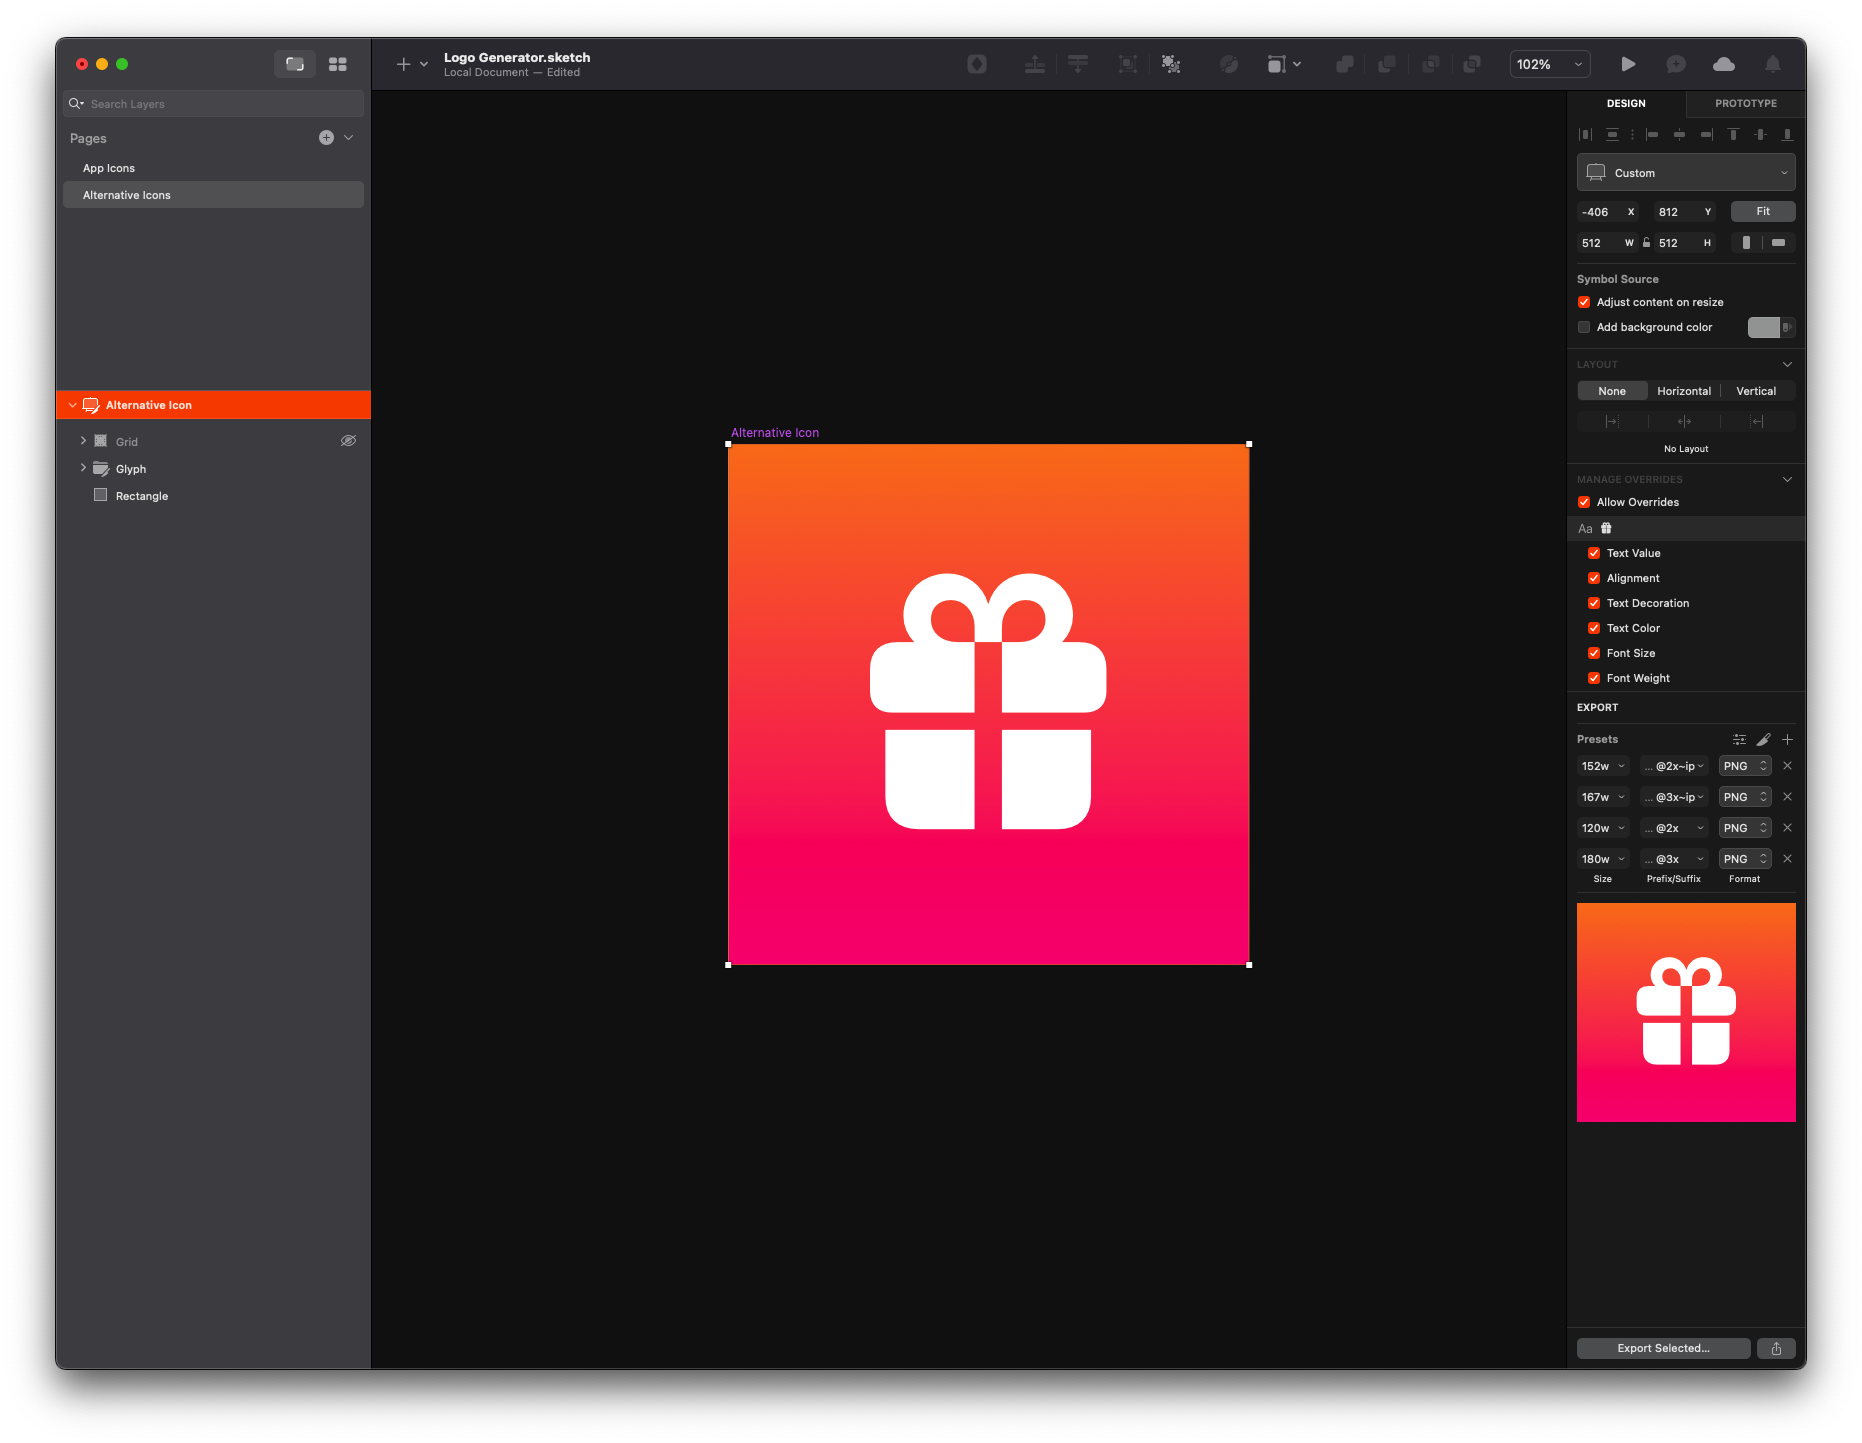 Logo Generator.sketch
Local Document — Edited
102%
Search Layers
Pages
App Icons
Alternative Icons
Alternative Icon
Grid
Glyph
Rectangle
Alternative Icon
DESIGN
PROTOTYPE
Custom
-406 X 812 Y Fit
512 W 512 H
Symbol Source
Adjust content on resize
Add background color
LAYOUT
None Horizontal Vertical
No Layout
MANAGE OVERRIDES
Allow Overrides
Aa
Text Value
Alignment
Text Decoration
Text Color
Font Size
Font Weight
EXPORT
Presets
152w ... @2x~ip PNG
167w ... @3x~ip PNG
120w ... @2x PNG
180w ... @3x PNG
Size Prefix/Suffix Format
Export Selected...